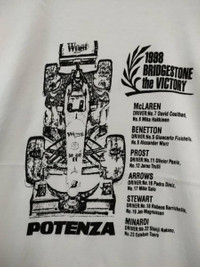 1998
BRIDGESTONE
the VICTORY
West
McLAREN
DRIVER/No.7 David Coulthard,
No.8 Mika Hakkinen
BENETTON
DRIVER/No.5 Giancarlo Fisichella,
No.6 Alexander Wurz
PROST
DRIVER/No.11 Olivier Panis,
No.12 Jarno Trulli
ARROWS
DRIVER/No.16 Pedro Diniz,
No.17 Mika Salo
STEWART
DRIVER/No.18 Rubens Barrichello,
No.19 Jan Magnussen
MINARDI
DRIVER/No.22 Shinji Nakano,
No.23 Esteban Tuero
POTENZA